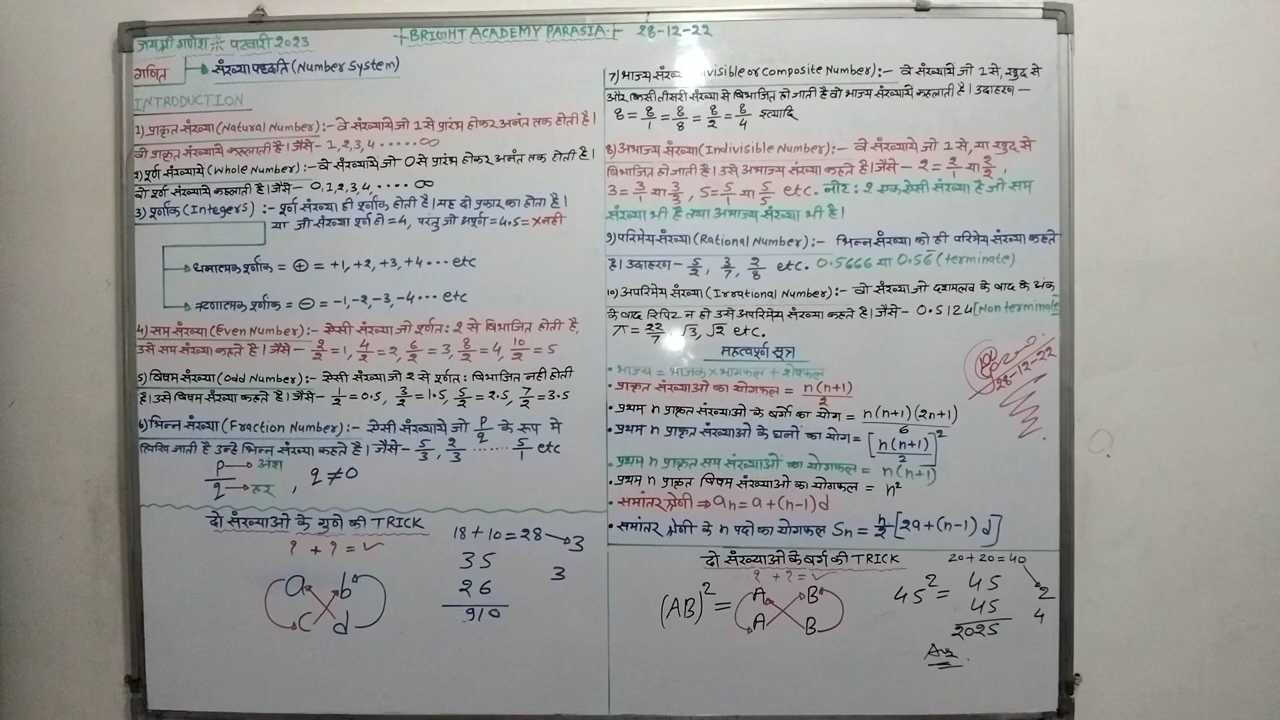 जय श्री गणेश पटवारी 2023
+BRIGHT ACADEMY PARASIA+ 28-12-22
गणित → संख्या पद्धति (Number System)
INTRODUCTION
1) प्राकृत संख्या (Natural Number) :- वे संख्याये जो 1 से प्रारंभ होकर अनंत तक होती है।
वो प्राकृत संख्याये कहलाती है। जैसे - 1, 2, 3, 4 ...... ∞
2) पूर्ण संख्याये (Whole Number) :- वे संख्याये जो 0 से प्रारंभ होकर अनंत तक होती है।
वो पूर्ण संख्याये कहलाती है। जैसे - 0, 1, 2, 3, 4, ..... ∞
3) पूर्णांक (Integers) :- पूर्ण संख्या ही पूर्णांक होती है। यह दो प्रकार का होता है।
या जो संख्या पूर्ण हो = 4, परंतु जो अपूर्ण = 4.5 = x नही
→ धनात्मक पूर्णांक = ⊕ = +1, +2, +3, +4 ... etc
→ ऋणात्मक पूर्णांक = ⊖ = -1, -2, -3, -4 ... etc
4) सम संख्या (Even Number) :- ऐसी संख्या जो पूर्णत: 2 से विभाजित होती है,
उसे सम संख्या कहते है। जैसे - 2/2 = 1, 4/2 = 2, 6/2 = 3, 8/2 = 4, 10/2 = 5
5) विषम संख्या (Odd Number) :- ऐसी संख्या जो 2 से पूर्णत: विभाजित नही होती
है। उसे विषम संख्या कहते है। जैसे - 1/2 = 0.5, 3/2 = 1.5, 5/2 = 2.5, 7/2 = 3.5
6) भिन्न संख्या (Fraction Number) :- ऐसी संख्याये जो P/q के रूप मे
लिखि जाती है उन्हे भिन्न संख्या कहते है। जैसे - 5/3, 2/3 ...... 5/1 etc
P → अंश
q → हर , q ≠ 0
दो संख्याओ के गुणे की TRICK
? + ? = ✓
a b
c d
18 + 10 = 28 → 3
35
3
26
910
7) भाज्य संख्या visible or Composite Number) :- वे संख्याये जो 1 से, खुद से
और किसी तीसरी संख्या से विभाजित हो जाती है वो भाज्य संख्याये कहलाती है। उदाहरण -
8 = 8/1 = 8/8 = 8/2 = 8/4 इत्यादि
8) अभाज्य संख्या (Indivisible Number) :- वे संख्या जो 1 से, या खुद से
विभाजित हो जाती है। उसे अभाज्य संख्या कहते है। जैसे - 2 = 2/1 या 2/2,
3 = 3/1 या 3/3, 5 = 5/1 या 5/5 etc. नोट: 2 एक ऐसी संख्या है जो सम
संख्या भी है तथा अभाज्य संख्या भी है।
9) परिमेय संख्या (Rational Number) :- भिन्न संख्या को ही परिमेय संख्या कहते
है। उदाहरण - 5/2, 3/7, 2/8 etc. 0.5666 या 0.56 (terminate)
10) अपरिमेय संख्या (Irrational Number) :- वो संख्या जो दशमलव के बाद के अंक
के बाद रिपिट न हो उसे अपरिमेय संख्या कहते है। जैसे - 0.5124 [Non terminate]
π = 22/7 √3, √2 etc.
महत्वपूर्ण सूत्र
• भाज्य = भाजक × भागफल + शेषफल
• प्राकृत संख्याओ का योगफल = n(n+1)/2
• प्रथम n प्राकृत संख्याओ के वर्गो का योग = n(n+1)(2n+1)/6
• प्रथम n प्राकृत संख्याओ के घनो का योग = [n(n+1)/2]²
• प्रथम n प्राकृत सम संख्याओं का योगफल = n(n+1)
• प्रथम n प्राकृत विषम संख्याओ का योगफल = n²
• समांतर श्रेणी ⇒ an = a + (n-1) d
• समांतर श्रेणी के n पदो का योगफल Sn = n/2 [2a + (n-1) d]
28-12-22
दो संख्याओ के वर्ग की TRICK
? + ? = ✓
(AB)² = A B
A B
20 + 20 = 40
45² = 45 2
45 4
2025
Ans